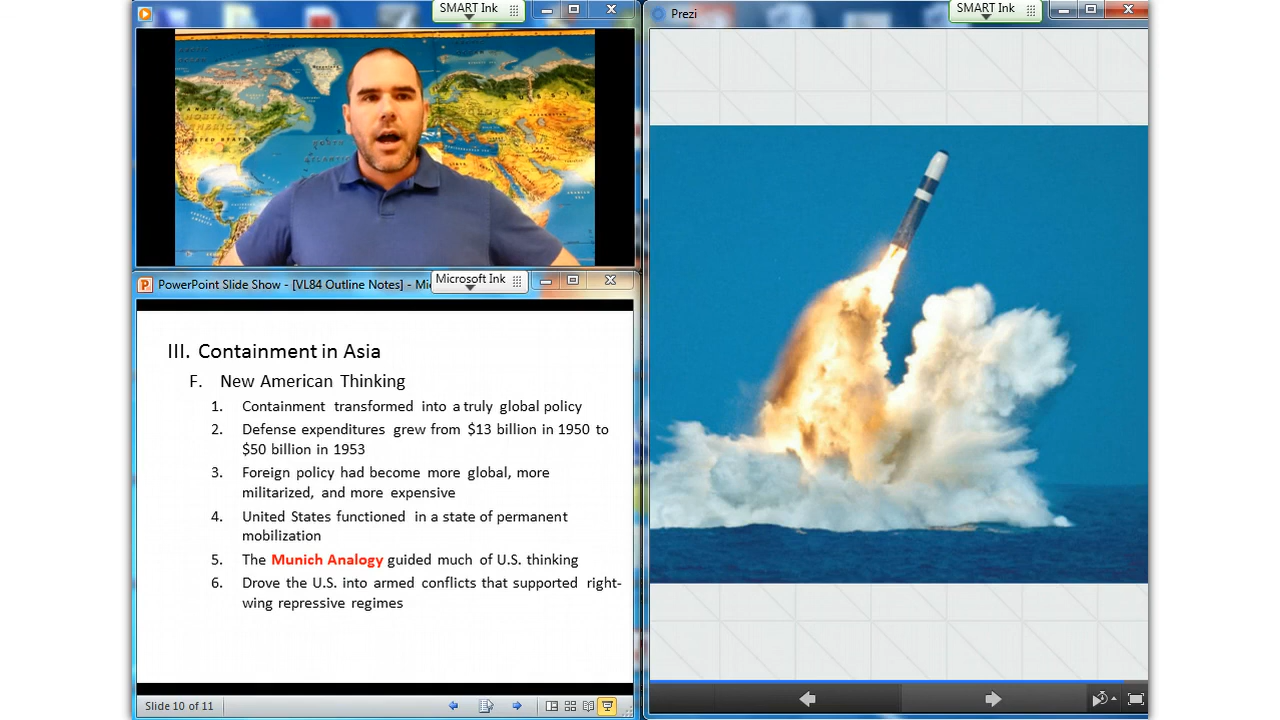 SMART Ink
Prezi
SMART Ink
PowerPoint Slide Show - [VL84 Outline Notes] -
Microsoft Ink
III. Containment in Asia
F. New American Thinking
1. Containment transformed into a truly global policy
2. Defense expenditures grew from $13 billion in 1950 to
$50 billion in 1953
3. Foreign policy had become more global, more
militarized, and more expensive
4. United States functioned in a state of permanent
mobilization
5. The Munich Analogy guided much of U.S. thinking
6. Drove the U.S. into armed conflicts that supported right-
wing repressive regimes
Slide 10 of 11